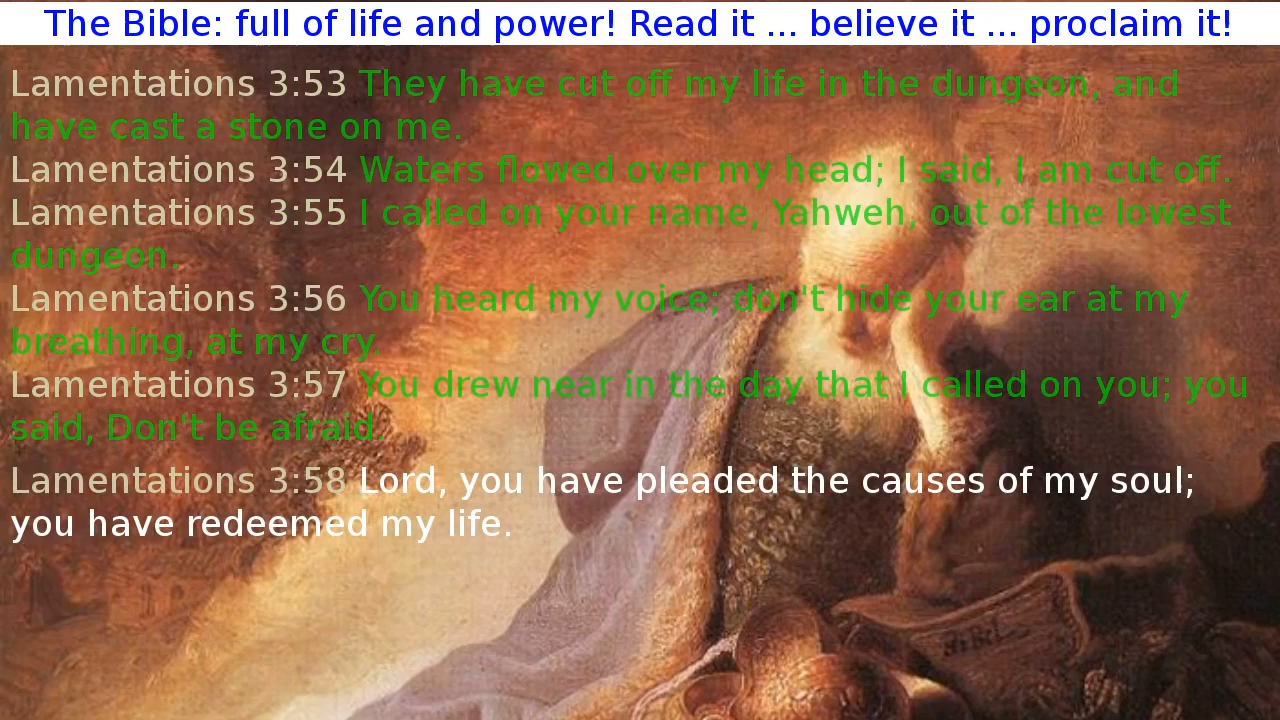 The Bible: full of life and power! Read it ... believe it ... proclaim it!
Lamentations 3:53 They have cut off my life in the dungeon, and
have cast a stone on me.
Lamentations 3:54 Waters flowed over my head; I said, I am cut off.
Lamentations 3:55 I called on your name, Yahweh, out of the lowest
dungeon.
Lamentations 3:56 You heard my voice; don't hide your ear at my
breathing, at my cry.
Lamentations 3:57 You drew near in the day that I called on you; you
said, Don't be afraid.
Lamentations 3:58 Lord, you have pleaded the causes of my soul;
you have redeemed my life.